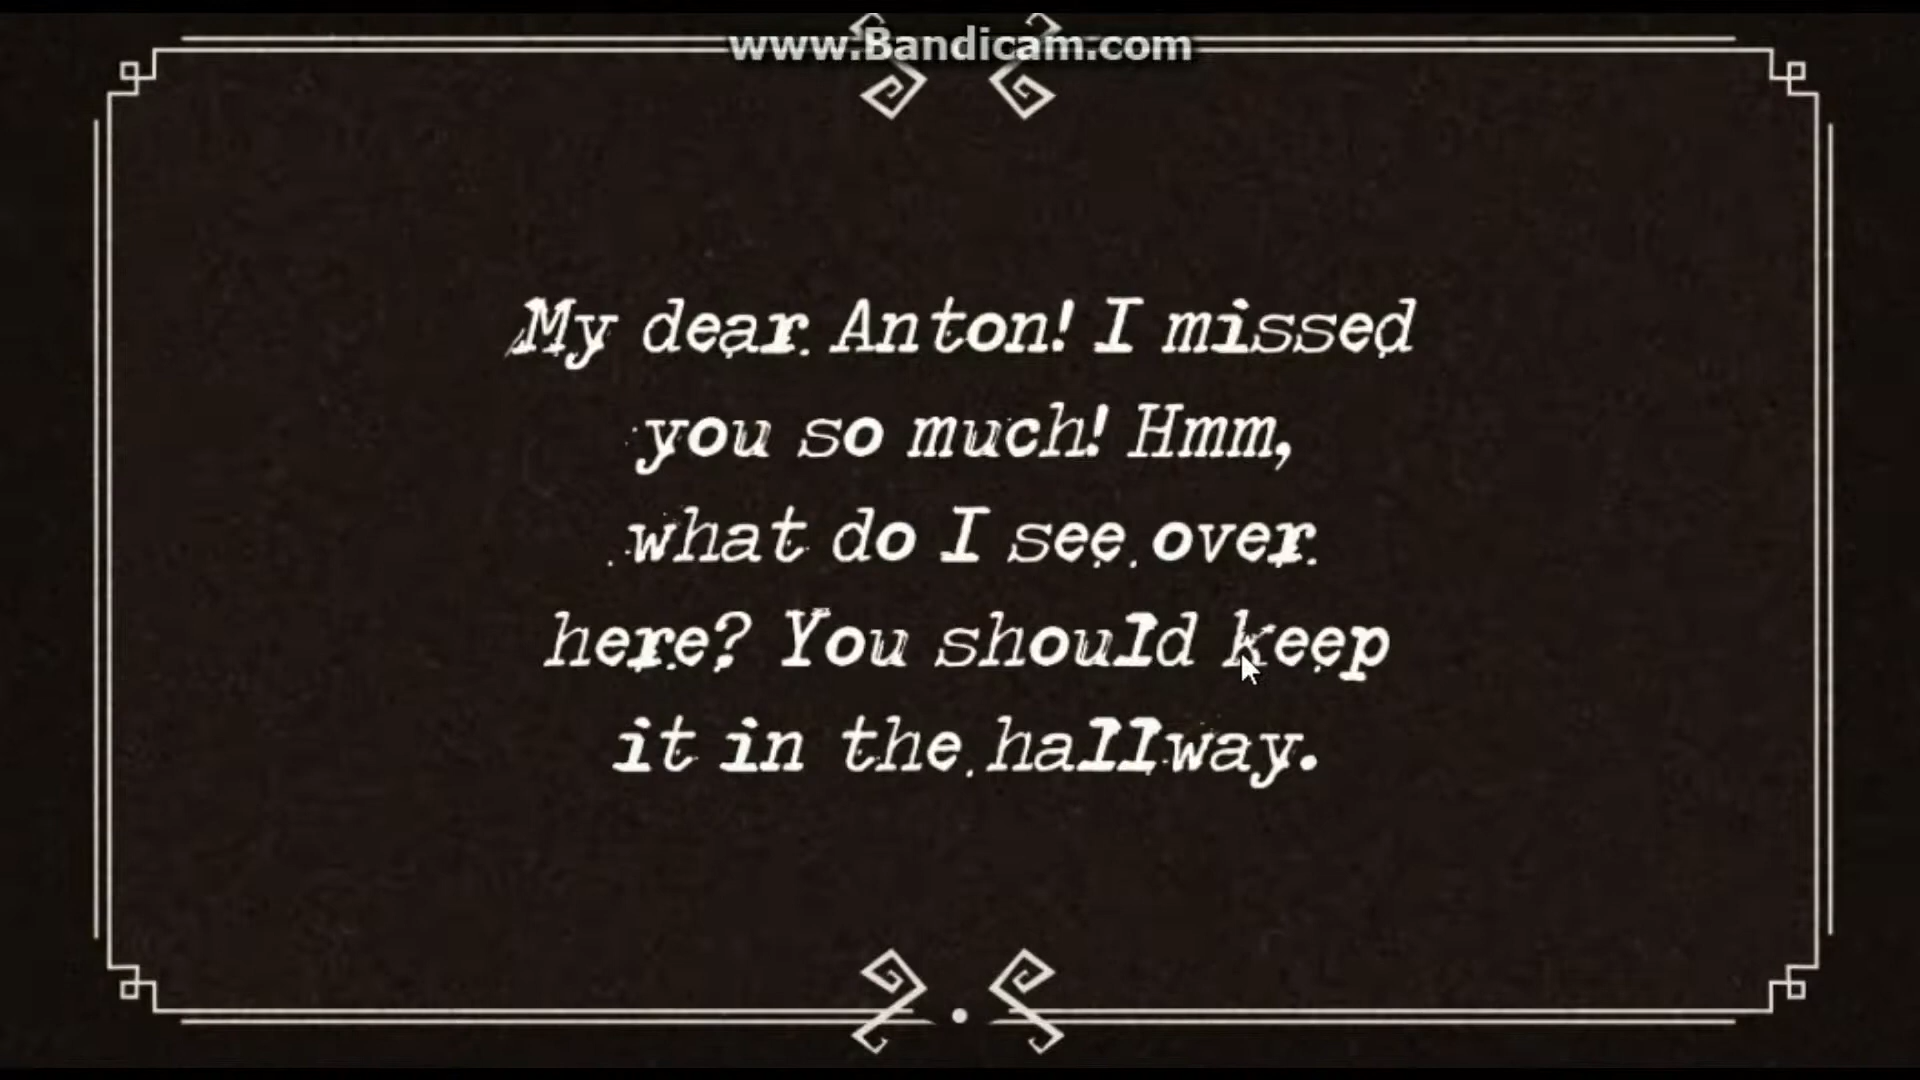 www.Bandicam.com
My dear Anton! I missed
you so much! Hmm,
what do I see over
here? You should keep
it in the hallway.